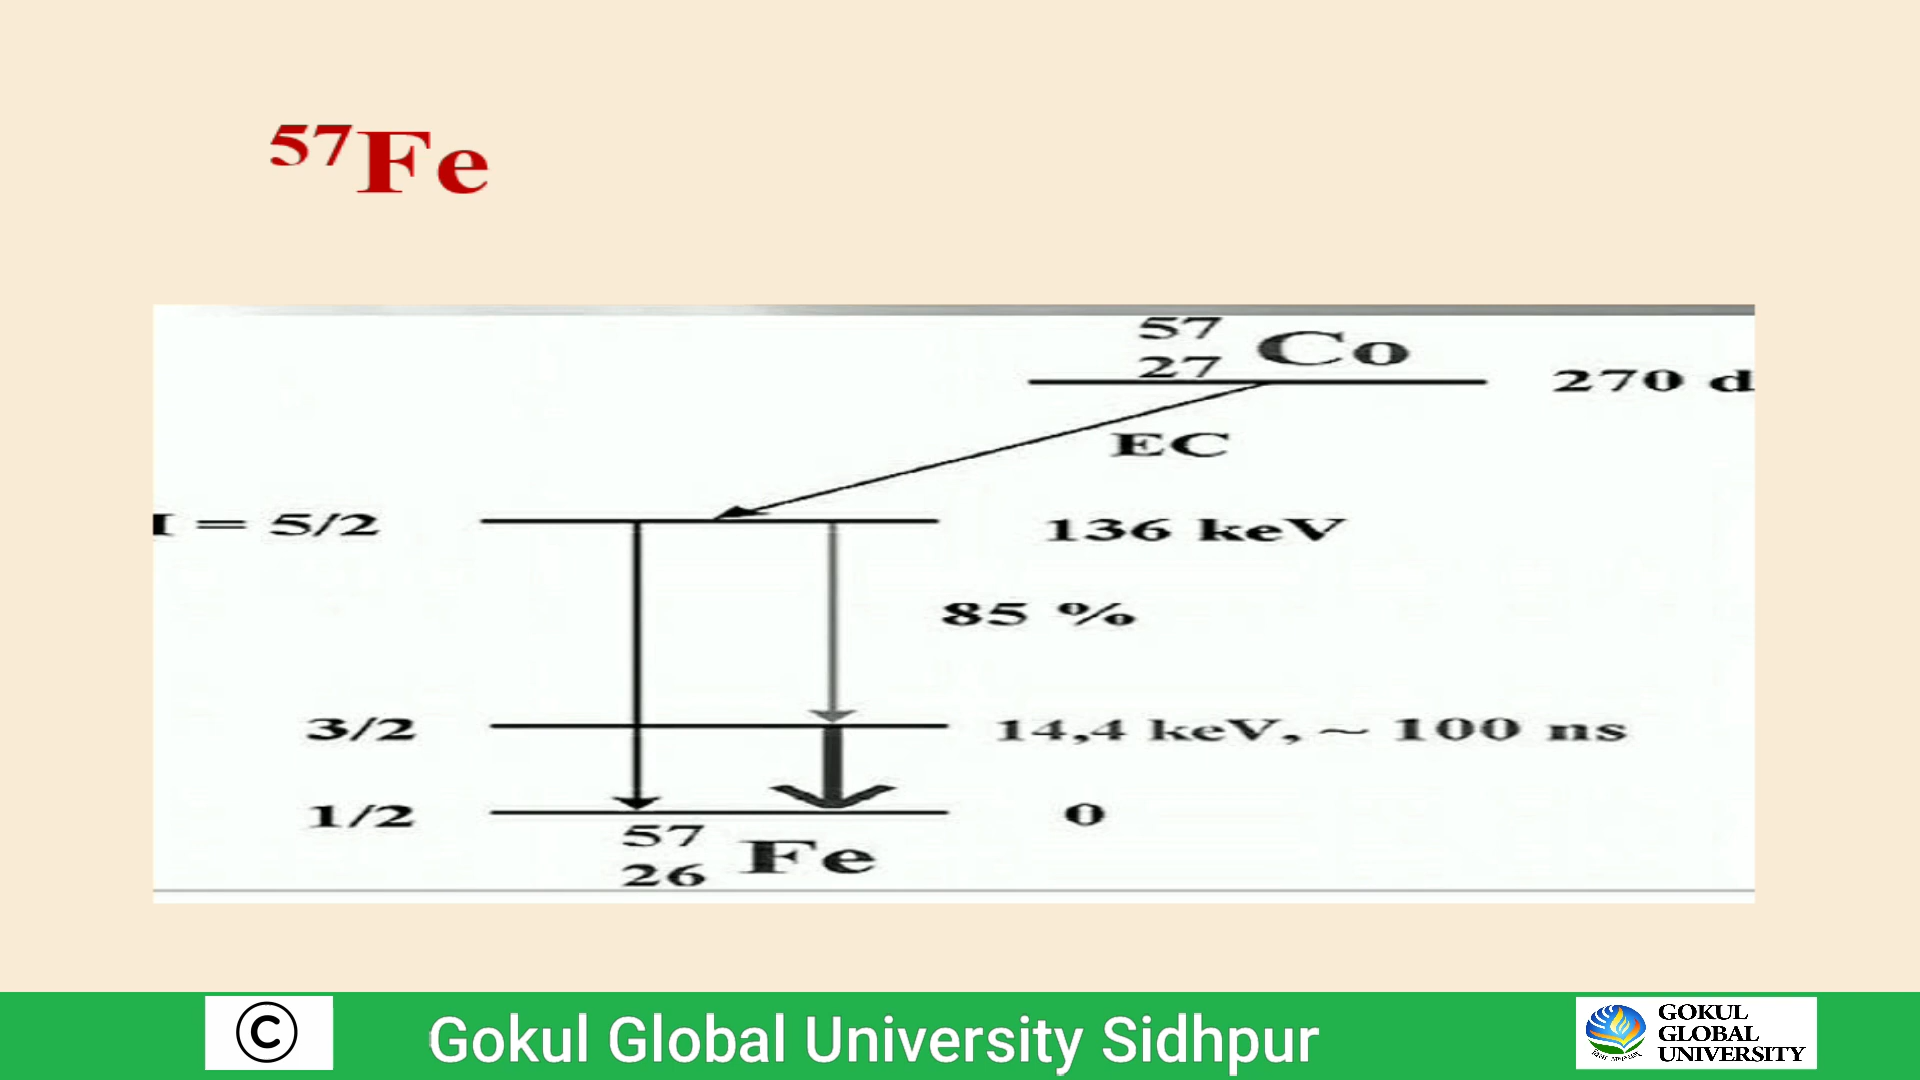 ⁵⁷Fe
57
27 Co
270 d
EC
I = 5/2
136 keV
85 %
3/2
14,4 keV, ~ 100 ns
1/2
0
57
26 Fe
©
Gokul Global University Sidhpur
GOKUL
GLOBAL
UNIVERSITY